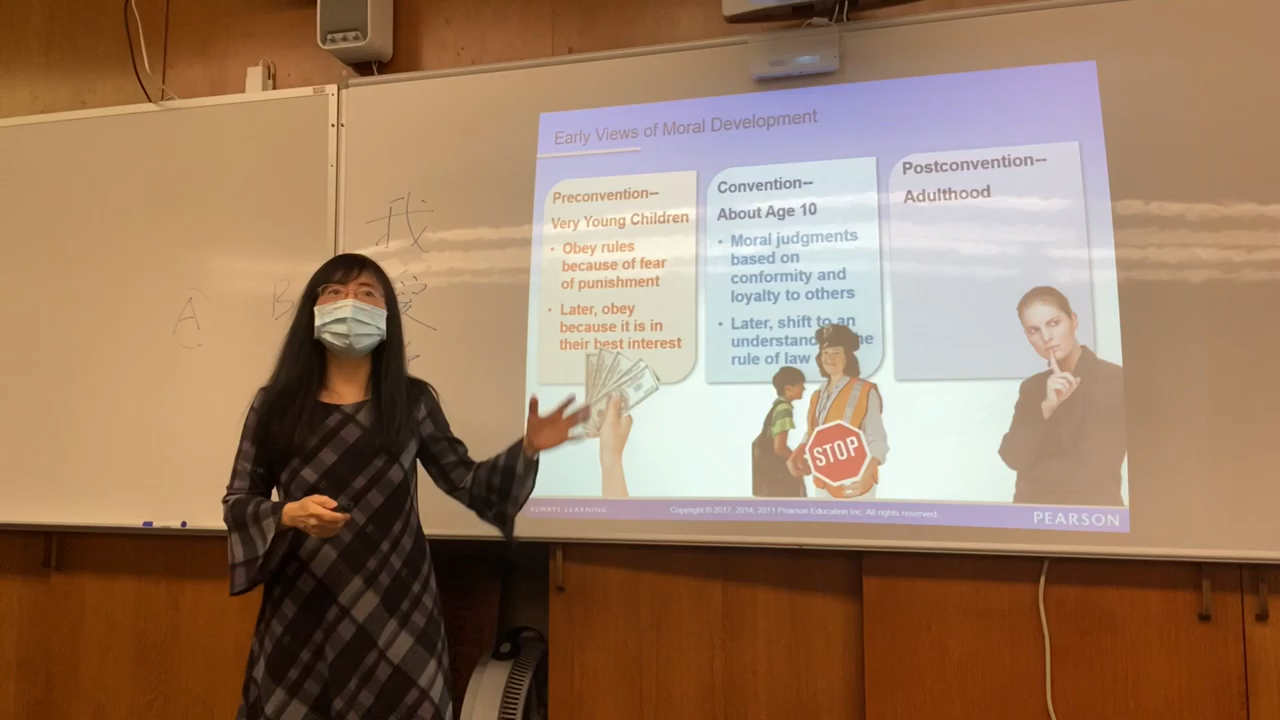 我
A
B
愛
Early Views of Moral Development
Preconvention--
Very Young Children
• Obey rules
because of fear
of punishment
• Later, obey
because it is in
their best interest
Convention--
About Age 10
• Moral judgments
based on
conformity and
loyalty to others
• Later, shift to an
rule of law
Postconvention--
Adulthood
STOP
ALWAYS LEARNING
Copyright © 2017, 2014, 2011 Pearson Education Inc. All rights reserved.
PEARSON